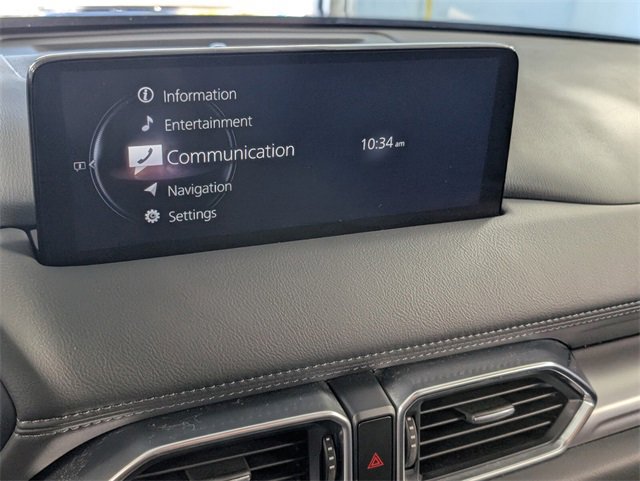 Information
Entertainment
Communication
10:34 am
Navigation
Settings